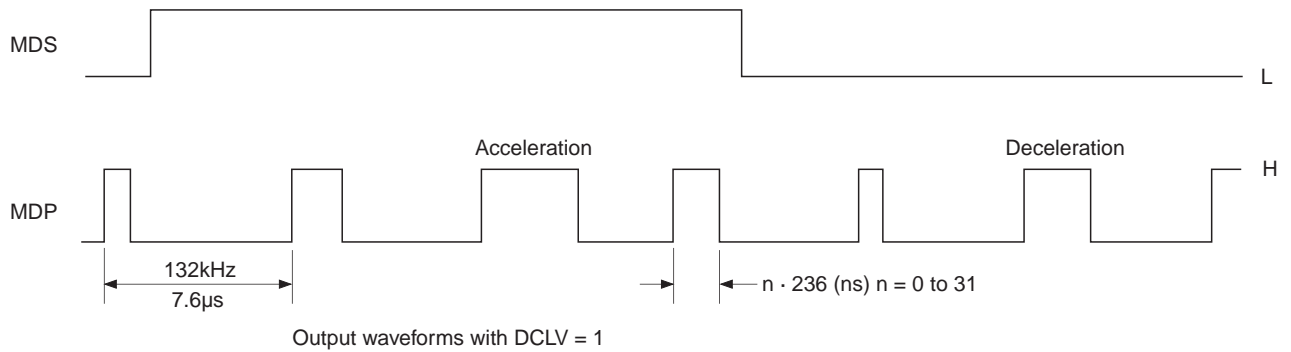 MDS
L
Acceleration
Deceleration
H
MDP
132kHz
7.6µs
n · 236 (ns) n = 0 to 31
Output waveforms with DCLV = 1